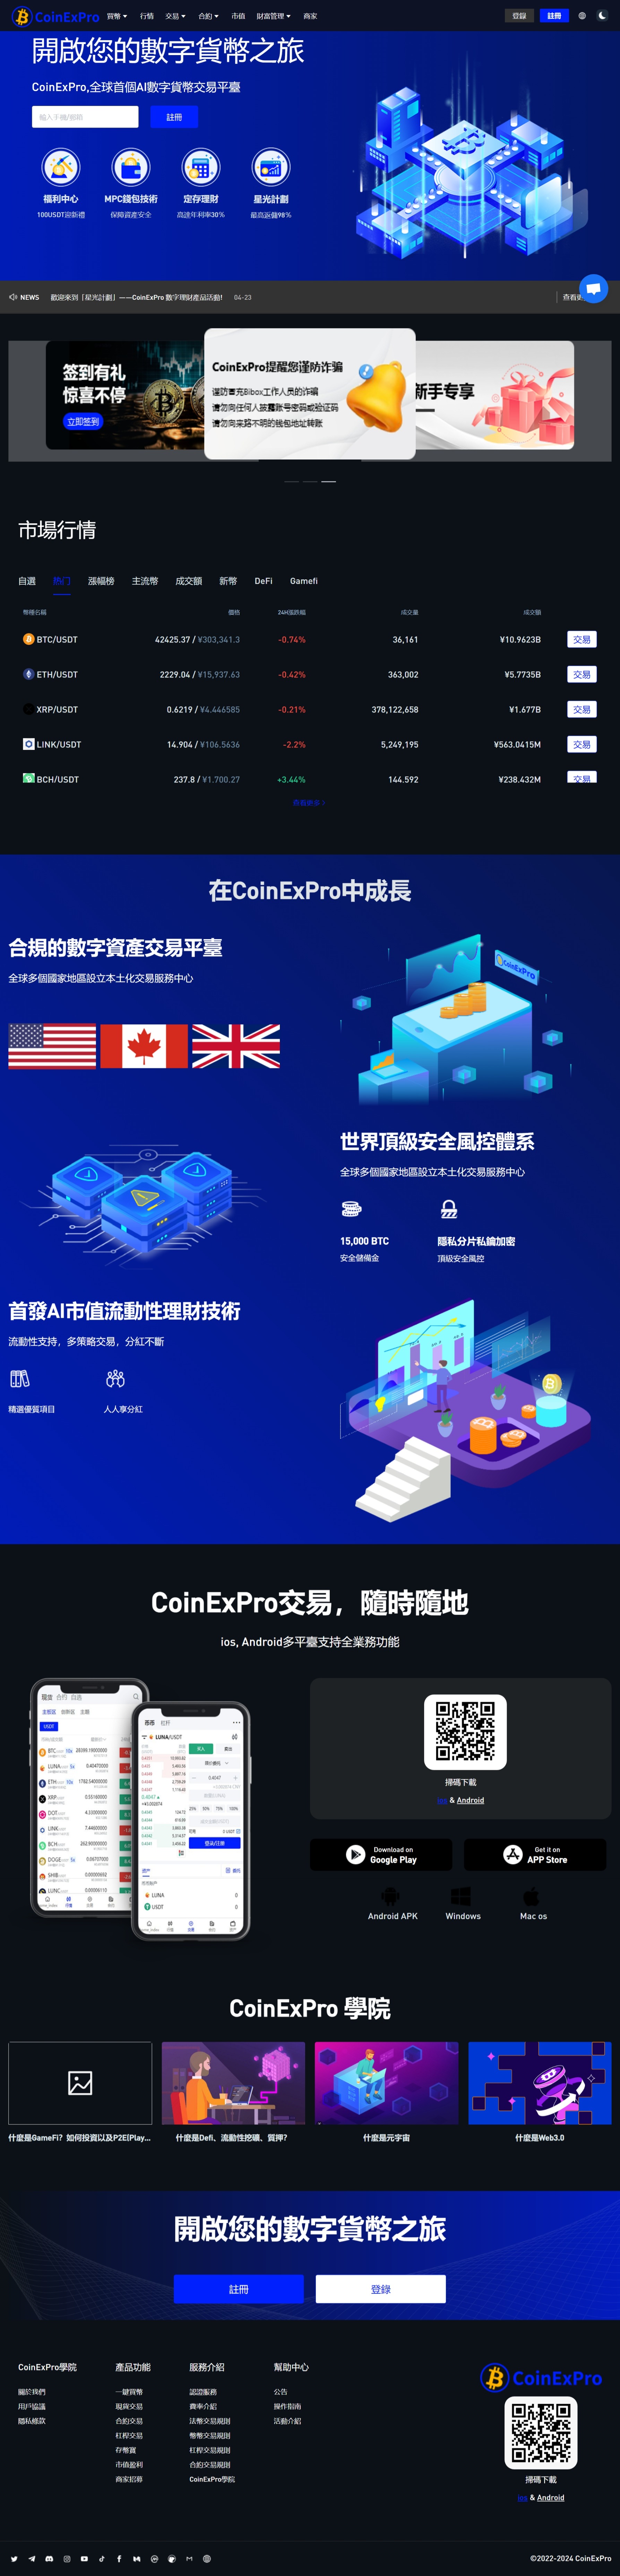 CoinExPro 買幣 行情 交易 合約 市值 財富管理 商家 登錄 註冊
開啟您的數字貨幣之旅
CoinExPro,全球首個AI數字貨幣交易平臺
輸入手機/郵箱 註冊
福利中心 MPC錢包技術 定存理財 星光計劃
100USDT迎新禮 保障資產安全 高達年利率30% 最高返傭98%
NEWS 歡迎來到「星光計劃」——CoinExPro 數字理財產品活動! 04-23 查看更
签到有礼
惊喜不停
立即签到
CoinExPro提醒您谨防诈骗
谨防冒充Bibox工作人员的诈骗
请勿向任何人披露账号密码或验证码
请勿向来路不明的钱包地址转账
新手专享
市場行情
自選 热门 漲幅榜 主流幣 成交額 新幣 DeFi Gamefi
幣種名稱 價格 24H漲跌幅 成交量 成交額
BTC/USDT 42425.37 / ¥303,341.3 -0.74% 36,161 ¥10.9623B 交易
ETH/USDT 2229.04 / ¥15,937.63 -0.42% 363,002 ¥5.7735B 交易
XRP/USDT 0.6219 / ¥4.446585 -0.21% 378,122,658 ¥1.677B 交易
LINK/USDT 14.904 / ¥106.5636 -2.2% 5,249,195 ¥563.0415M 交易
BCH/USDT 237.8 / ¥1.700.27 +3.44% 144.592 ¥238.432M 交易
查看更多
在CoinExPro中成長
合規的數字資產交易平臺
全球多個國家地區設立本土化交易服務中心
CoinExPro
世界頂級安全風控體系
全球多個國家地區設立本土化交易服務中心
15,000 BTC 隱私分片私鑰加密
安全儲備金 頂級安全風控
首發AI市值流動性理財技術
流動性支持，多策略交易，分紅不斷
精選優質項目 人人享分紅
CoinExPro交易，隨時隨地
ios, Android多平臺支持全業務功能
掃碼下載
ios & Android
Download on
Google Play
Get it on
APP Store
Android APK Windows Mac os
CoinExPro 學院
什麼是GameFi？如何投資以及P2E(Play... 什麼是Defi、流動性挖礦、質押? 什麼是元宇宙 什麼是Web3.0
開啟您的數字貨幣之旅
註冊 登錄
CoinExPro學院 產品功能 服務介紹 幫助中心
CoinExPro
關於我們 一鍵買幣 認證服務 公告
用戶協議 現貨交易 費率介紹 操作指南
隱私條款 合約交易 法幣交易規則 活動介紹
杠桿交易 幣幣交易規則
存幣寶 杠桿交易規則
市值盈利 合約交易規則
商家招募 CoinExPro學院
掃碼下載
ios & Android
©2022-2024 CoinExPro